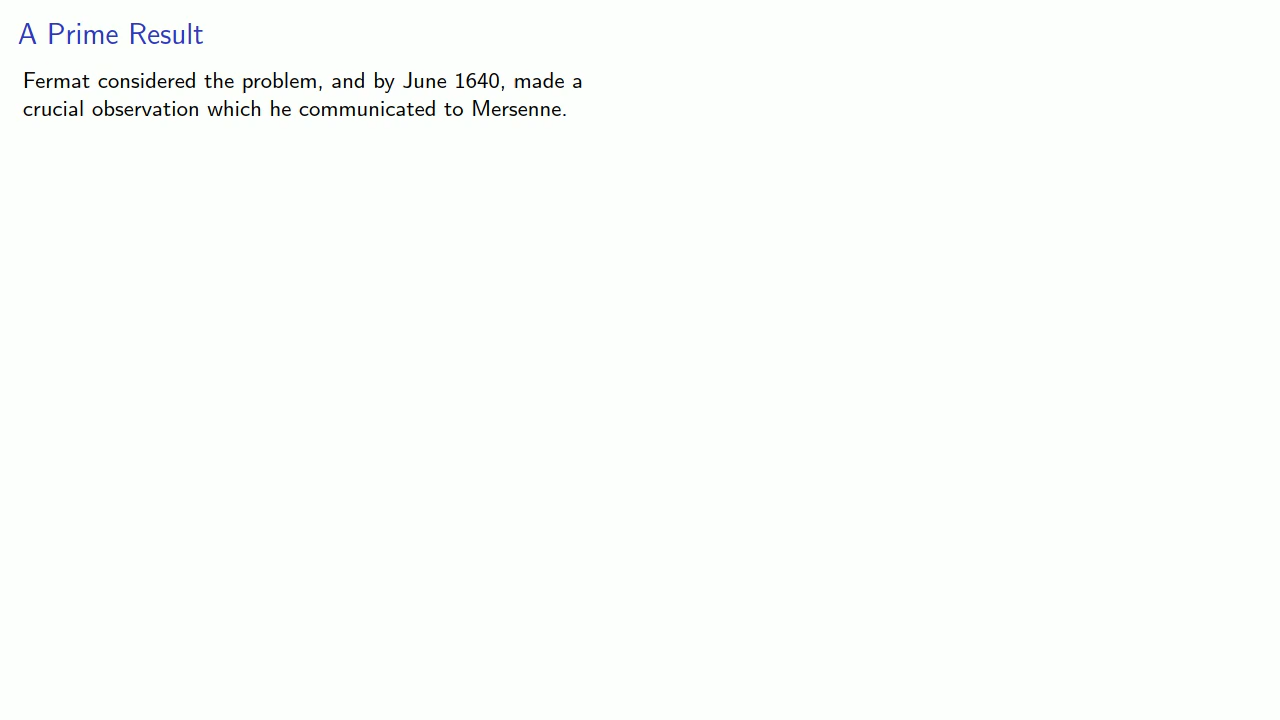 A Prime Result
Fermat considered the problem, and by June 1640, made a
crucial observation which he communicated to Mersenne.